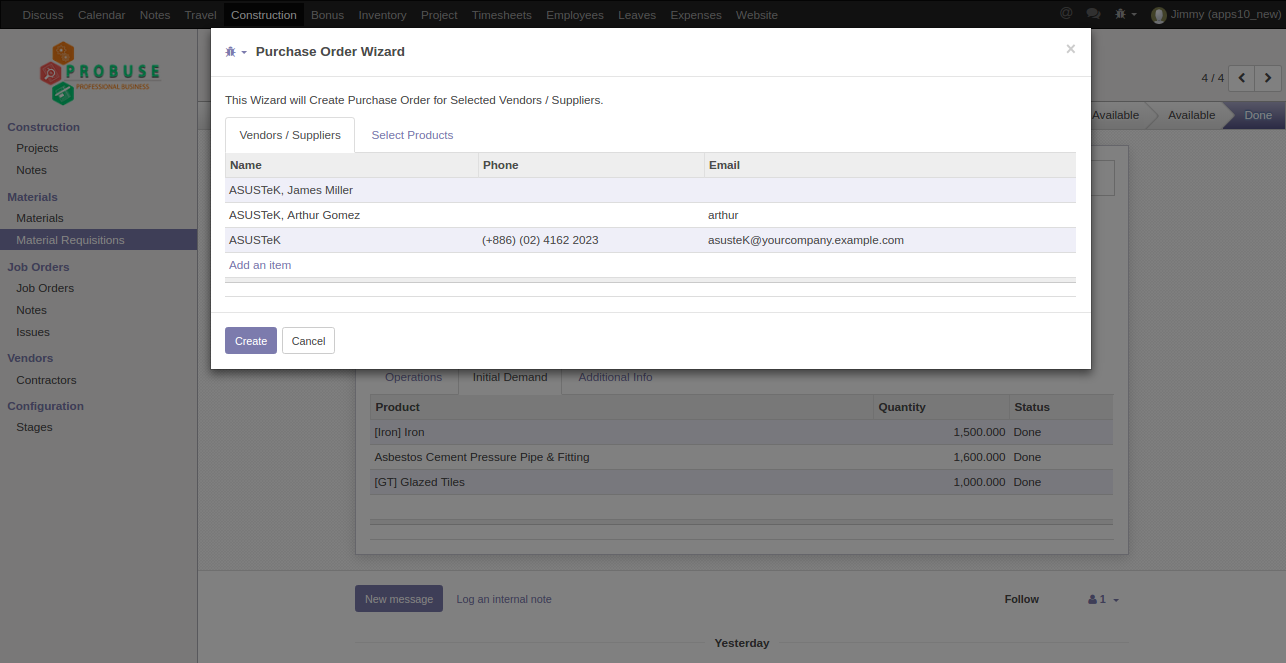 Discuss Calendar Notes Travel Construction Bonus Inventory Project Timesheets Employees Leaves Expenses Website @ Jimmy (apps10_new)
PROBUSE
PROFESSIONAL BUSINESS
Construction
Projects
Notes
Materials
Materials
Material Requisitions
Job Orders
Job Orders
Notes
Issues
Vendors
Contractors
Configuration
Stages
Purchase Order Wizard ×
This Wizard will Create Purchase Order for Selected Vendors / Suppliers.
Vendors / Suppliers Select Products
Name Phone Email
ASUSTeK, James Miller
ASUSTeK, Arthur Gomez arthur
ASUSTeK (+886) (02) 4162 2023 asusteK@yourcompany.example.com
Add an item
Create Cancel
4 / 4
Available Available Done
Operations Initial Demand Additional Info
Product Quantity Status
[Iron] Iron 1,500.000 Done
Asbestos Cement Pressure Pipe & Fitting 1,600.000 Done
[GT] Glazed Tiles 1,000.000 Done
New message Log an internal note Follow 1
Yesterday